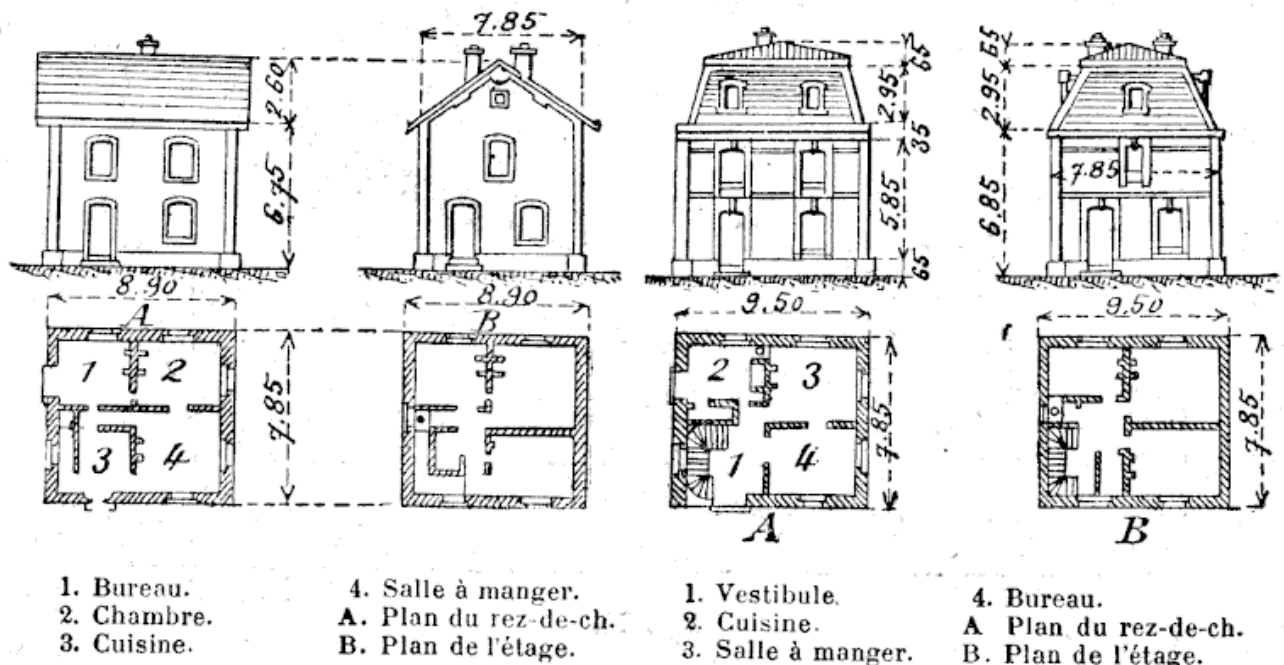 7.85
2.60
6.75
65
2.95
35
5.85
65
55
2.95
7.85
6.85
8.90
8.90
9.50
9.50
A
B
1
2
3
4
7.85
2
3
1
4
7.85
A
7.85
B
1. Bureau.
2. Chambre.
3. Cuisine.
4. Salle à manger.
A. Plan du rez-de-ch.
B. Plan de l'étage.
1. Vestibule.
2. Cuisine.
3. Salle à manger.
4. Bureau.
A Plan du rez-de-ch.
B. Plan de l'étage.